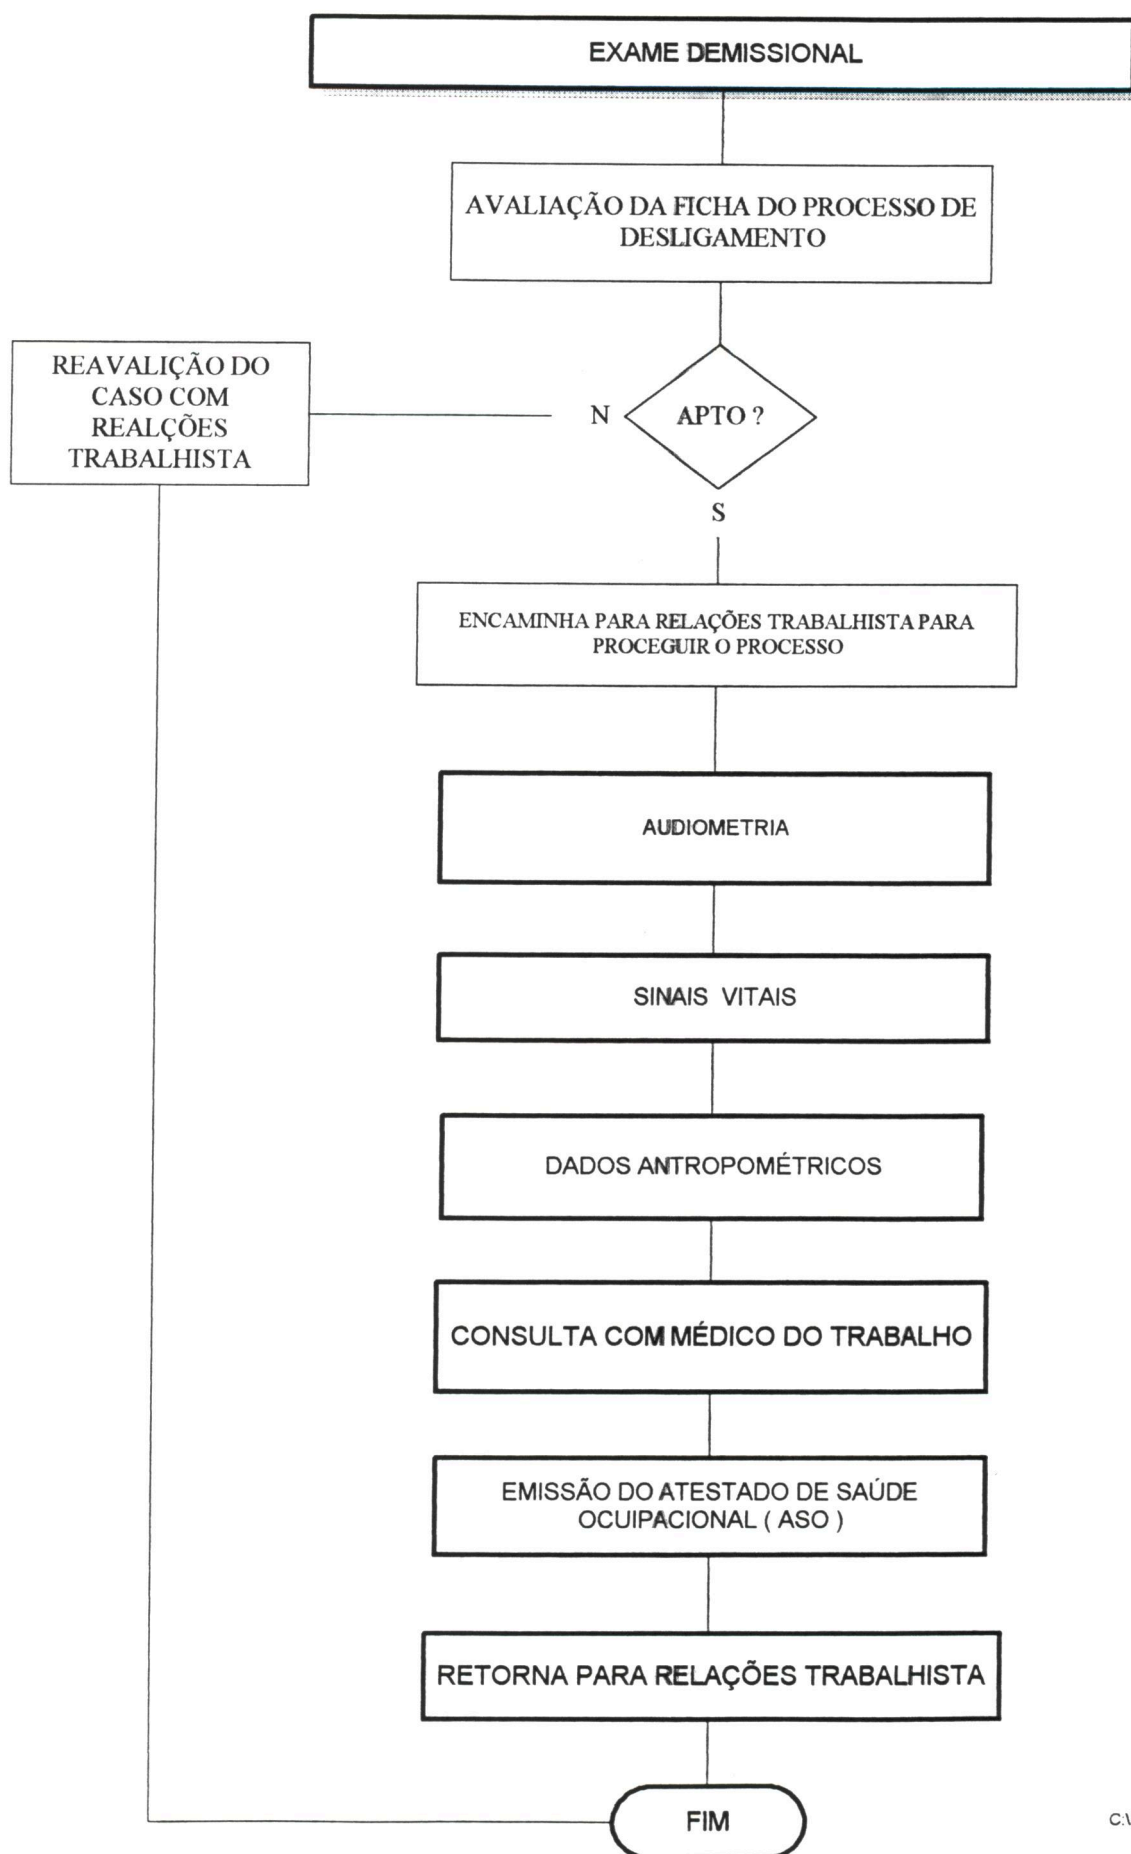 EXAME DEMISSIONAL
AVALIAÇÃO DA FICHA DO PROCESSO DE
DESLIGAMENTO
REAVALIÇÃO DO
CASO COM
REALÇÕES
TRABALHISTA
N
APTO ?
S
ENCAMINHA PARA RELAÇÕES TRABALHISTA PARA
PROCEGUIR O PROCESSO
AUDIOMETRIA
SINAIS VITAIS
DADOS ANTROPOMÉTRICOS
CONSULTA COM MÉDICO DO TRABALHO
EMISSÃO DO ATESTADO DE SAÚDE
OCUIPACIONAL ( ASO )
RETORNA PARA RELAÇÕES TRABALHISTA
FIM
C:\